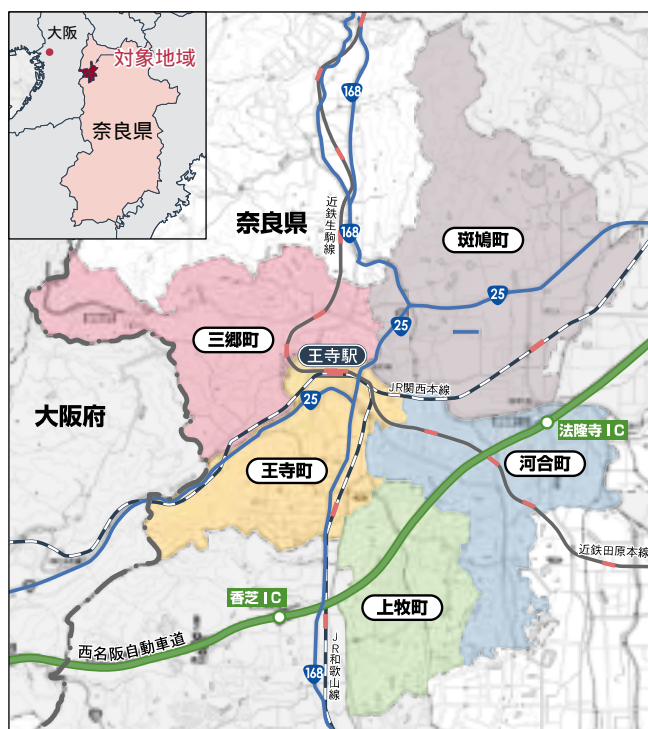 大阪
対象地域
奈良県
168
近鉄生駒線
奈良県
168
斑鳩町
25
25
三郷町
王寺駅
JR関西本線
25
大阪府
法隆寺IC
王寺町
河合町
近鉄田原本線
香芝IC
上牧町
西名阪自動車道
JR和歌山線
168